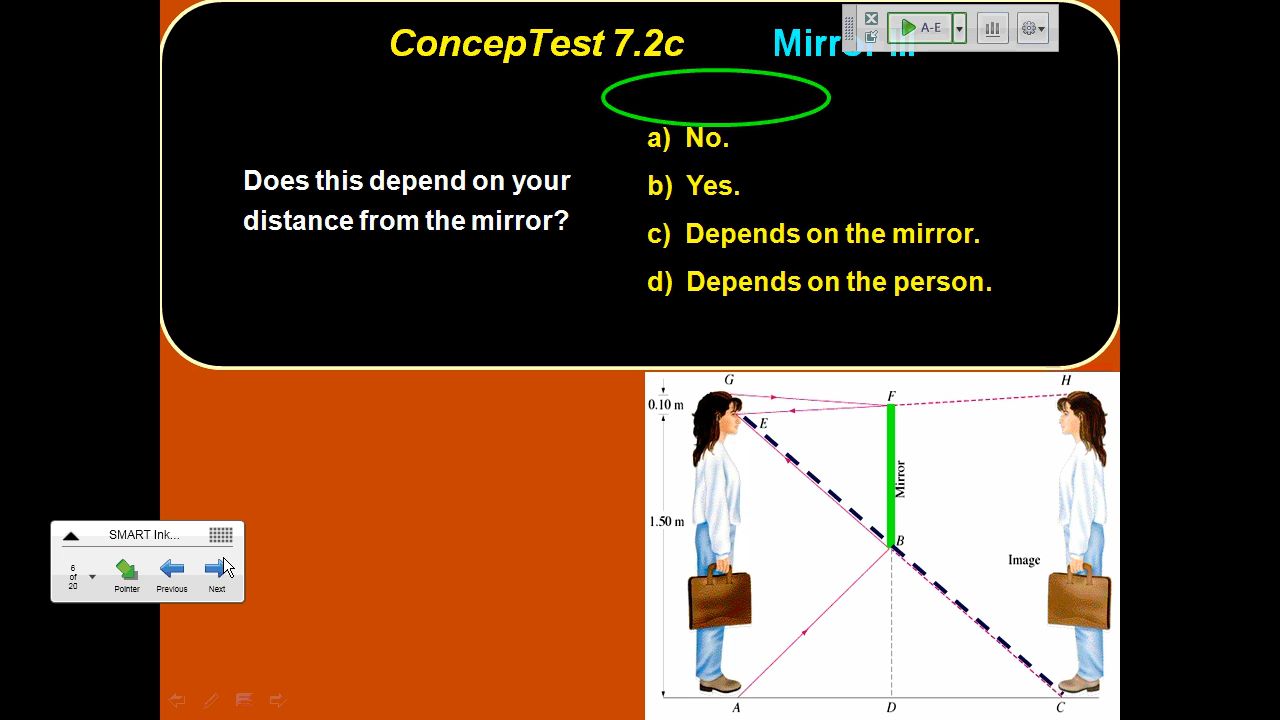 ConcepTest 7.2c
A-E
Does this depend on your
distance from the mirror?
a) No.
b) Yes.
c) Depends on the mirror.
d) Depends on the person.
G
H
0.10 m
F
E
Mirror
1.50 m
B
Image
A
D
C
SMART Ink...
6
of
20
Pointer
Previous
Next